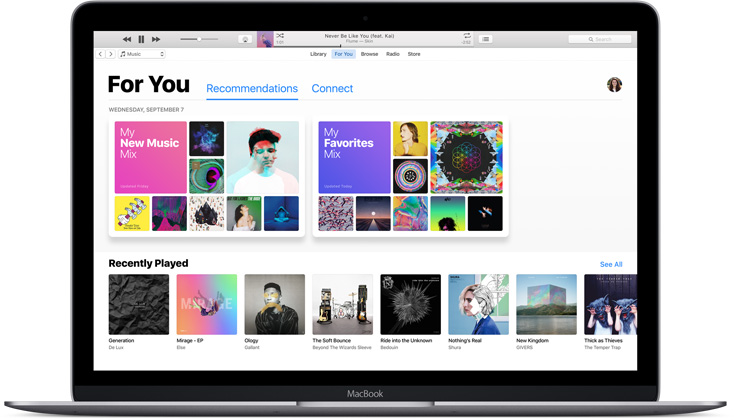 Never Be Like You (feat. Kai)
Flume — Skin
Search
Music
Library
For You
Browse
Radio
Store
For You
Recommendations
Connect
WEDNESDAY, SEPTEMBER 7
My
New Music
Mix
Updated Today
My
Favorites
Mix
Updated Today
Recently Played
See All
MIRAGE
Generation
De Lux
Mirage - EP
Else
Ology
Gallant
The Soft Bounce
Beyond The Wizards Sleeve
Ride into the Unknown
Bedouin
Nothing's Real
Shura
New Kingdom
GIVERS
Thick as Thieves
The Temper Trap
MacBook